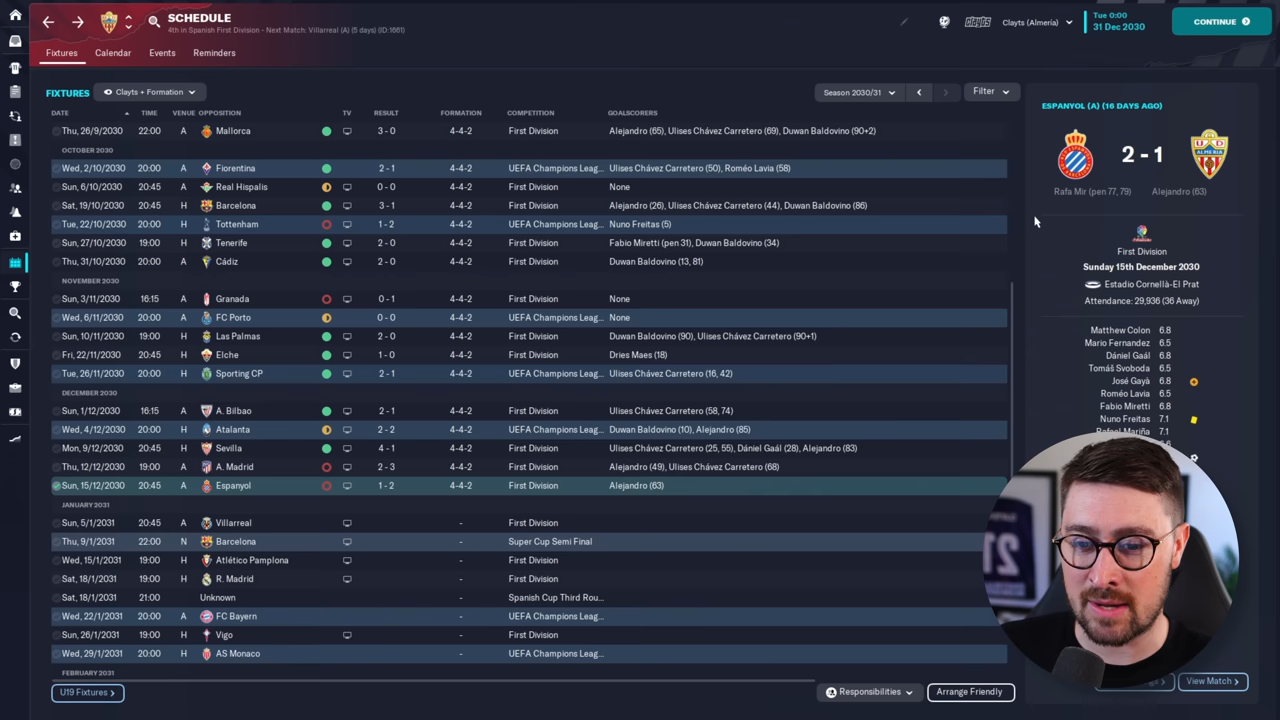 SCHEDULE
4th in Spanish First Division - Next Match: Villarreal (A) (5 days) (ID:1661)
CLAYTS
Clayts (Almería)
Tue 0:00
31 Dec 2030
CONTINUE
Fixtures Calendar Events Reminders
FIXTURES Clayts + Formation Season 2030/31 Filter
DATE TIME VENUE OPPOSITION TV RESULT FORMATION COMPETITION GOALSCORERS
Thu, 26/9/2030 22:00 A Mallorca 3 - 0 4-4-2 First Division Alejandro (65), Ulises Chávez Carretero (69), Duwan Baldovino (90+2)
OCTOBER 2030
Wed, 2/10/2030 20:00 A Fiorentina 2 - 1 4-4-2 UEFA Champions Leag... Ulises Chávez Carretero (50), Roméo Lavia (58)
Sun, 6/10/2030 20:45 A Real Hispalis 0 - 0 4-4-2 First Division None
Sat, 19/10/2030 20:45 H Barcelona 3 - 1 4-4-2 First Division Alejandro (26), Ulises Chávez Carretero (44), Duwan Baldovino (86)
Tue, 22/10/2030 20:00 H Tottenham 1 - 2 4-4-2 UEFA Champions Leag... Nuno Freitas (5)
Sun, 27/10/2030 19:00 H Tenerife 2 - 0 4-4-2 First Division Fabio Miretti (pen 31), Duwan Baldovino (34)
Thu, 31/10/2030 20:00 A Cádiz 2 - 0 4-4-2 First Division Duwan Baldovino (13, 81)
NOVEMBER 2030
Sun, 3/11/2030 16:15 A Granada 0 - 1 4-4-2 First Division None
Wed, 6/11/2030 20:00 A FC Porto 0 - 0 4-4-2 UEFA Champions Leag... None
Sun, 10/11/2030 19:00 H Las Palmas 2 - 0 4-4-2 First Division Duwan Baldovino (90), Ulises Chávez Carretero (90+1)
Fri, 22/11/2030 20:45 H Elche 1 - 0 4-4-2 First Division Dries Maes (18)
Tue, 26/11/2030 20:00 H Sporting CP 2 - 1 4-4-2 UEFA Champions Leag... Ulises Chávez Carretero (16, 42)
DECEMBER 2030
Sun, 1/12/2030 16:15 A A. Bilbao 2 - 1 4-4-2 First Division Ulises Chávez Carretero (58, 74)
Wed, 4/12/2030 20:00 A Atalanta 2 - 2 4-4-2 UEFA Champions Leag... Duwan Baldovino (10), Alejandro (85)
Mon, 9/12/2030 20:45 H Sevilla 4 - 1 4-4-2 First Division Ulises Chávez Carretero (25, 55), Dániel Gaál (28), Alejandro (83)
Thu, 12/12/2030 19:00 A A. Madrid 2 - 3 4-4-2 First Division Alejandro (49), Ulises Chávez Carretero (68)
Sun, 15/12/2030 20:45 A Espanyol 1 - 2 4-4-2 First Division Alejandro (63)
JANUARY 2031
Sun, 5/1/2031 20:45 A Villarreal - First Division
Thu, 9/1/2031 22:00 N Barcelona - Super Cup Semi Final
Wed, 15/1/2031 19:00 H Atlético Pamplona - First Division
Sat, 18/1/2031 19:00 H R. Madrid - First Division
Sat, 18/1/2031 21:00 Unknown - Spanish Cup Third Rou...
Wed, 22/1/2031 20:00 A FC Bayern - UEFA Champions Leag...
Sun, 26/1/2031 19:00 H Vigo - First Division
Wed, 29/1/2031 20:00 H AS Monaco - UEFA Champions Leag...
FEBRUARY 2031
U19 Fixtures Responsibilities Arrange Friendly
ESPANYOL (A) (16 DAYS AGO)
2 - 1
Rafa Mir (pen 77, 79) Alejandro (63)
First Division
Sunday 15th December 2030
Estadio Cornellà-El Prat
Attendance: 29,936 (36 Away)
Matthew Colon 6.8
Mario Fernandez 6.5
Dániel Gaál 6.8
Tomáš Svoboda 6.5
José Gayà 6.8
Roméo Lavia 6.5
Fabio Miretti 6.8
Nuno Freitas 7.1
Rafael Mariña 7.1
View Match